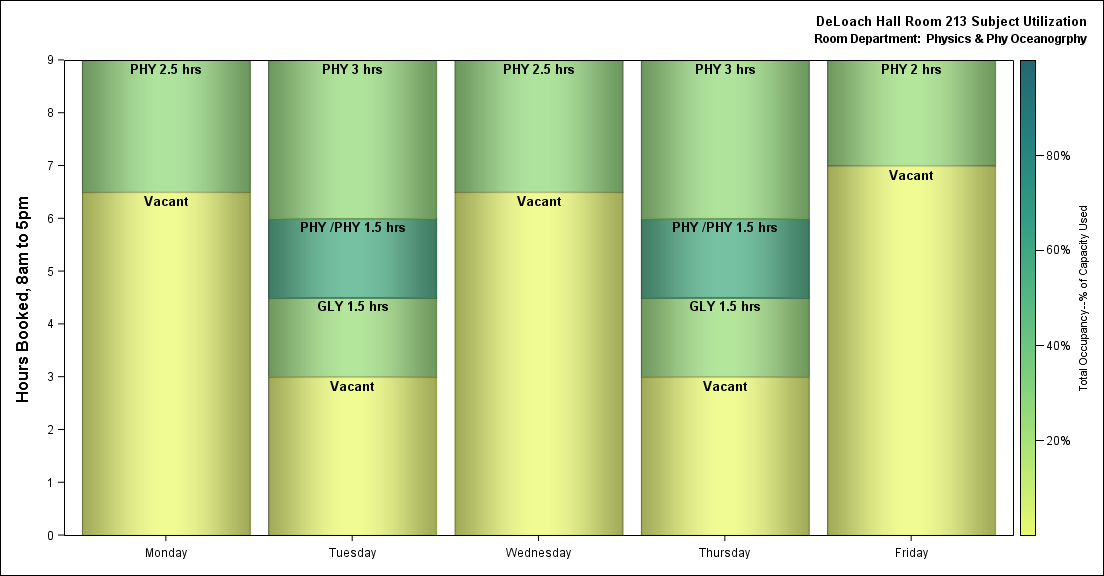 DeLoach Hall Room 213 Subject Utilization
Room Department:  Physics & Phy Oceanogrphy
Hours Booked, 8am to 5pm
9
8
7
6
5
4
3
2
1
0
PHY 2.5 hrs
Vacant
PHY 3 hrs
PHY /PHY 1.5 hrs
GLY 1.5 hrs
Vacant
PHY 2.5 hrs
Vacant
PHY 3 hrs
PHY /PHY 1.5 hrs
GLY 1.5 hrs
Vacant
PHY 2 hrs
Vacant
Monday
Tuesday
Wednesday
Thursday
Friday
80%
60%
40%
20%
Total Occupancy--% of Capacity Used